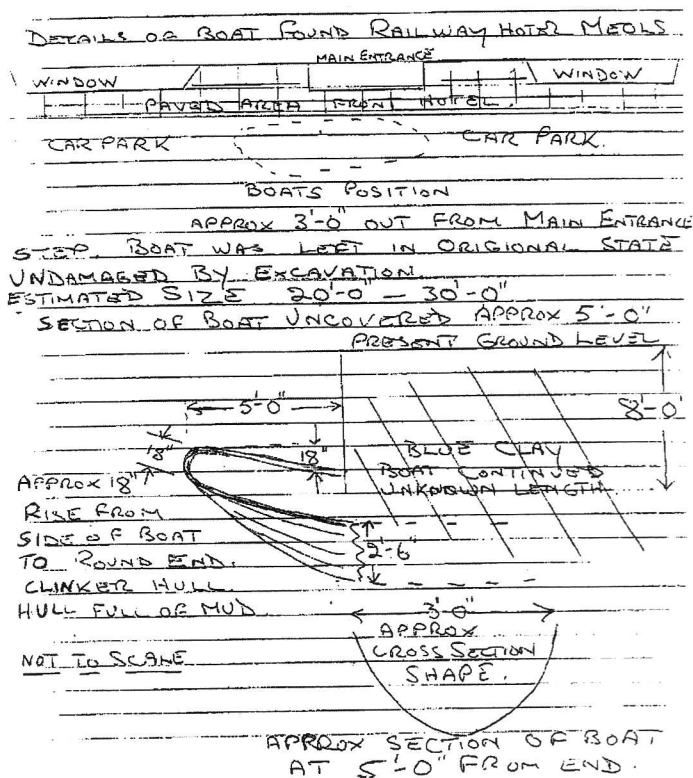 DETAILS OF BOAT FOUND RAILWAY HOTEL MEOLS
MAIN ENTRANCE
WINDOW WINDOW
PAVED AREA FRONT HOTEL.
CAR PARK CAR PARK.
BOATS POSITION
APPROX 3'-0" OUT FROM MAIN ENTRANCE
STEP. BOAT WAS LEFT IN ORIGIONAL STATE
UNDAMAGED BY EXCAVATION.
ESTIMATED SIZE 20'-0" — 30'-0"
SECTION OF BOAT UNCOVERED APPROX 5'-0"
PRESENT GROUND LEVEL
5'-0"
8'-0"
18"
18"
BLUE CLAY
BOAT CONTINUED
UNKNOWN LENGTH.
APPROX 18"
RISE FROM
SIDE OF BOAT
TO ROUND END.
CLINKER HULL.
HULL FULL OF MUD.
2'-6"
3'-0"
APPROX
CROSS SECTION
SHAPE.
NOT TO SCALE
APPROX SECTION OF BOAT
AT 5'-0" FROM END.